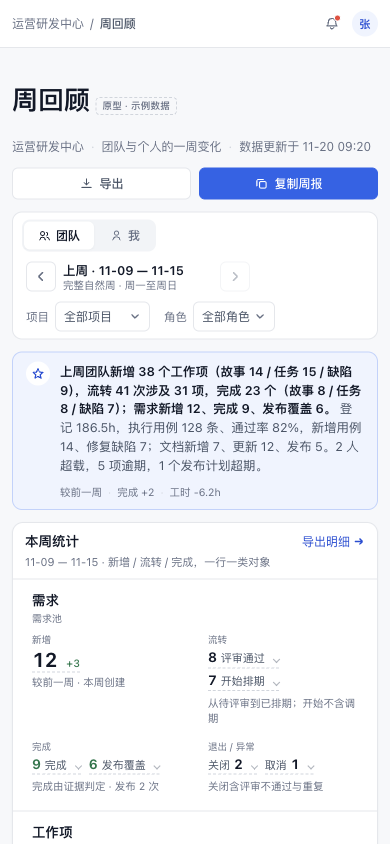 运营研发中心 / 周回顾
张
周回顾 原型 · 示例数据
运营研发中心 · 团队与个人的一周变化 · 数据更新于 11-20 09:20
导出
复制周报
团队
我
上周 · 11-09 — 11-15
完整自然周 · 周一至周日
项目 全部项目 角色 全部角色
上周团队新增 38 个工作项（故事 14 / 任务 15 / 缺陷
9），流转 41 次涉及 31 项，完成 23 个（故事 8 / 任务
8 / 缺陷 7）；需求新增 12、完成 9、发布覆盖 6。 登
记 186.5h，执行用例 128 条、通过率 82%，新增用例
14、修复缺陷 7；文档新增 7、更新 12、发布 5。2 人
超载，5 项逾期，1 个发布计划超期。
较前一周 · 完成 +2 · 工时 -6.2h
本周统计
导出明细 →
11-09 — 11-15 · 新增 / 流转 / 完成，一行一类对象
需求
需求池
新增
12 +3
较前一周 · 本周创建
流转
8 评审通过
7 开始排期
从待评审到已排期；开始不含调
期
完成
9 完成 6 发布覆盖
完成由证据判定 · 发布 2 次
退出 / 异常
关闭 2 取消 1
关闭含评审不通过与重复
工作项